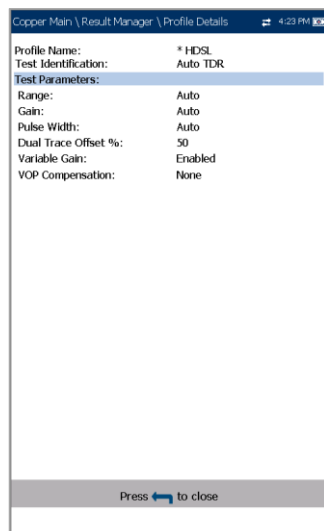 Copper Main \ Result Manager \ Profile Details 4:23 PM
Profile Name: * HDSL
Test Identification: Auto TDR
Test Parameters:
Range: Auto
Gain: Auto
Pulse Width: Auto
Dual Trace Offset %: 50
Variable Gain: Enabled
VOP Compensation: None
Press to close